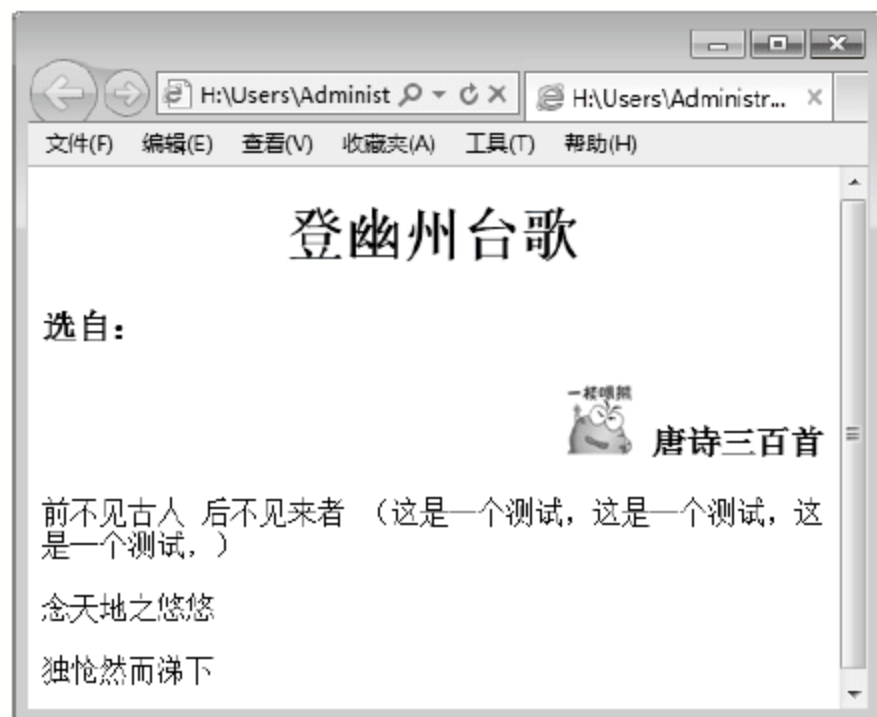 H:\Users\Administ
H:\Users\Administr...
文件(F) 编辑(E) 查看(V) 收藏夹(A) 工具(T) 帮助(H)
登幽州台歌
选自：
唐诗三百首
前不见古人 后不见来者 （这是一个测试，这是一个测试，这
是一个测试，）
念天地之悠悠
独怆然而涕下